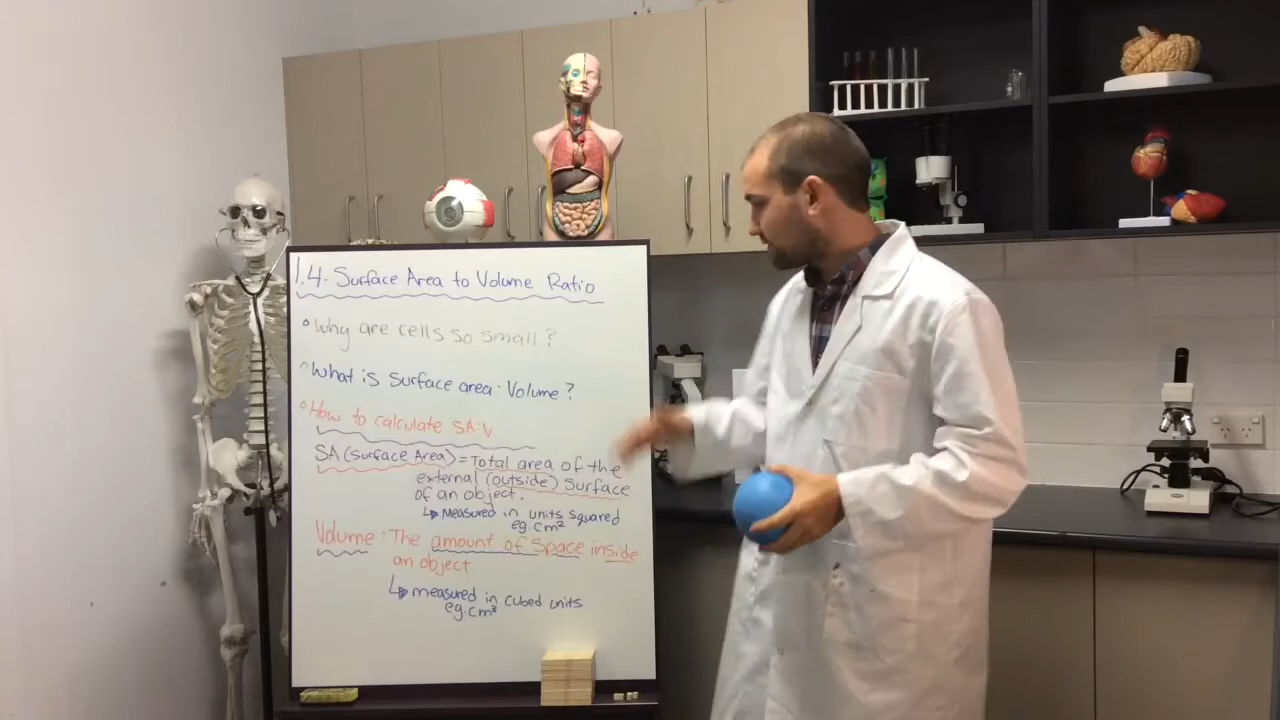 1.4. Surface Area to Volume Ratio
• Why are cells so small?
• What is surface area: Volume?
• How to calculate SA:V.
SA (Surface Area) = Total area of the
external (outside) Surface
of an object.
↳ Measured in units squared
eg. cm²
Volume: The amount of Space inside
an object
↳ measured in cubed units
eg. cm³